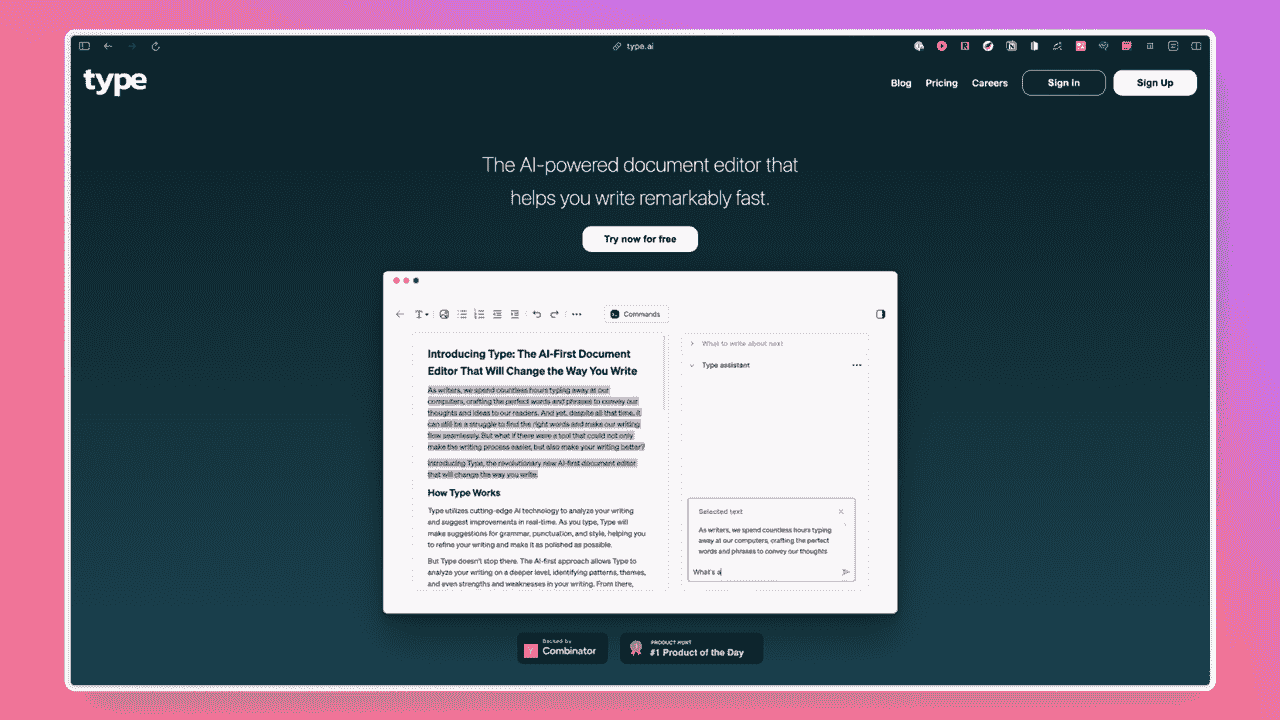 type.ai
type
Blog
Pricing
Careers
Sign In
Sign Up
The AI-powered document editor that
helps you write remarkably fast.
Try now for free
T
Commands
Introducing Type: The AI-First Document
Editor That Will Change the Way You Write
As writers, we spend countless hours typing away at our
computers, crafting the perfect words and phrases to convey our
thoughts and ideas to our readers. And yet, despite all that time, it
can still be a struggle to find the right words and make our writing
flow seamlessly. But what if there were a tool that could not only
make the writing process easier, but also make your writing better?
Introducing Type, the revolutionary new AI-first document editor
that will change the way you write.
How Type Works
Type utilizes cutting-edge AI technology to analyze your writing
and suggest improvements in real-time. As you type, Type will
make suggestions for grammar, punctuation, and style, helping you
to refine your writing and make it as polished as possible.
But Type doesn't stop there. The AI-first approach allows Type to
analyze your writing on a deeper level, identifying patterns, themes,
and even strengths and weaknesses in your writing. From there,
What to write about next
Type assistant
Selected text
As writers, we spend countless hours typing
away at our computers, crafting the perfect
words and phrases to convey our thoughts
What's a
Backed by
Y Combinator
PRODUCT HUNT
#1 Product of the Day